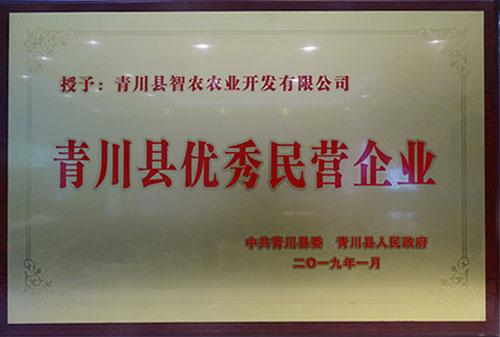 授予：青川县智农农业开发有限公司
青川县优秀民营企业
中共青川县委 青川县人民政府
二〇一九年一月